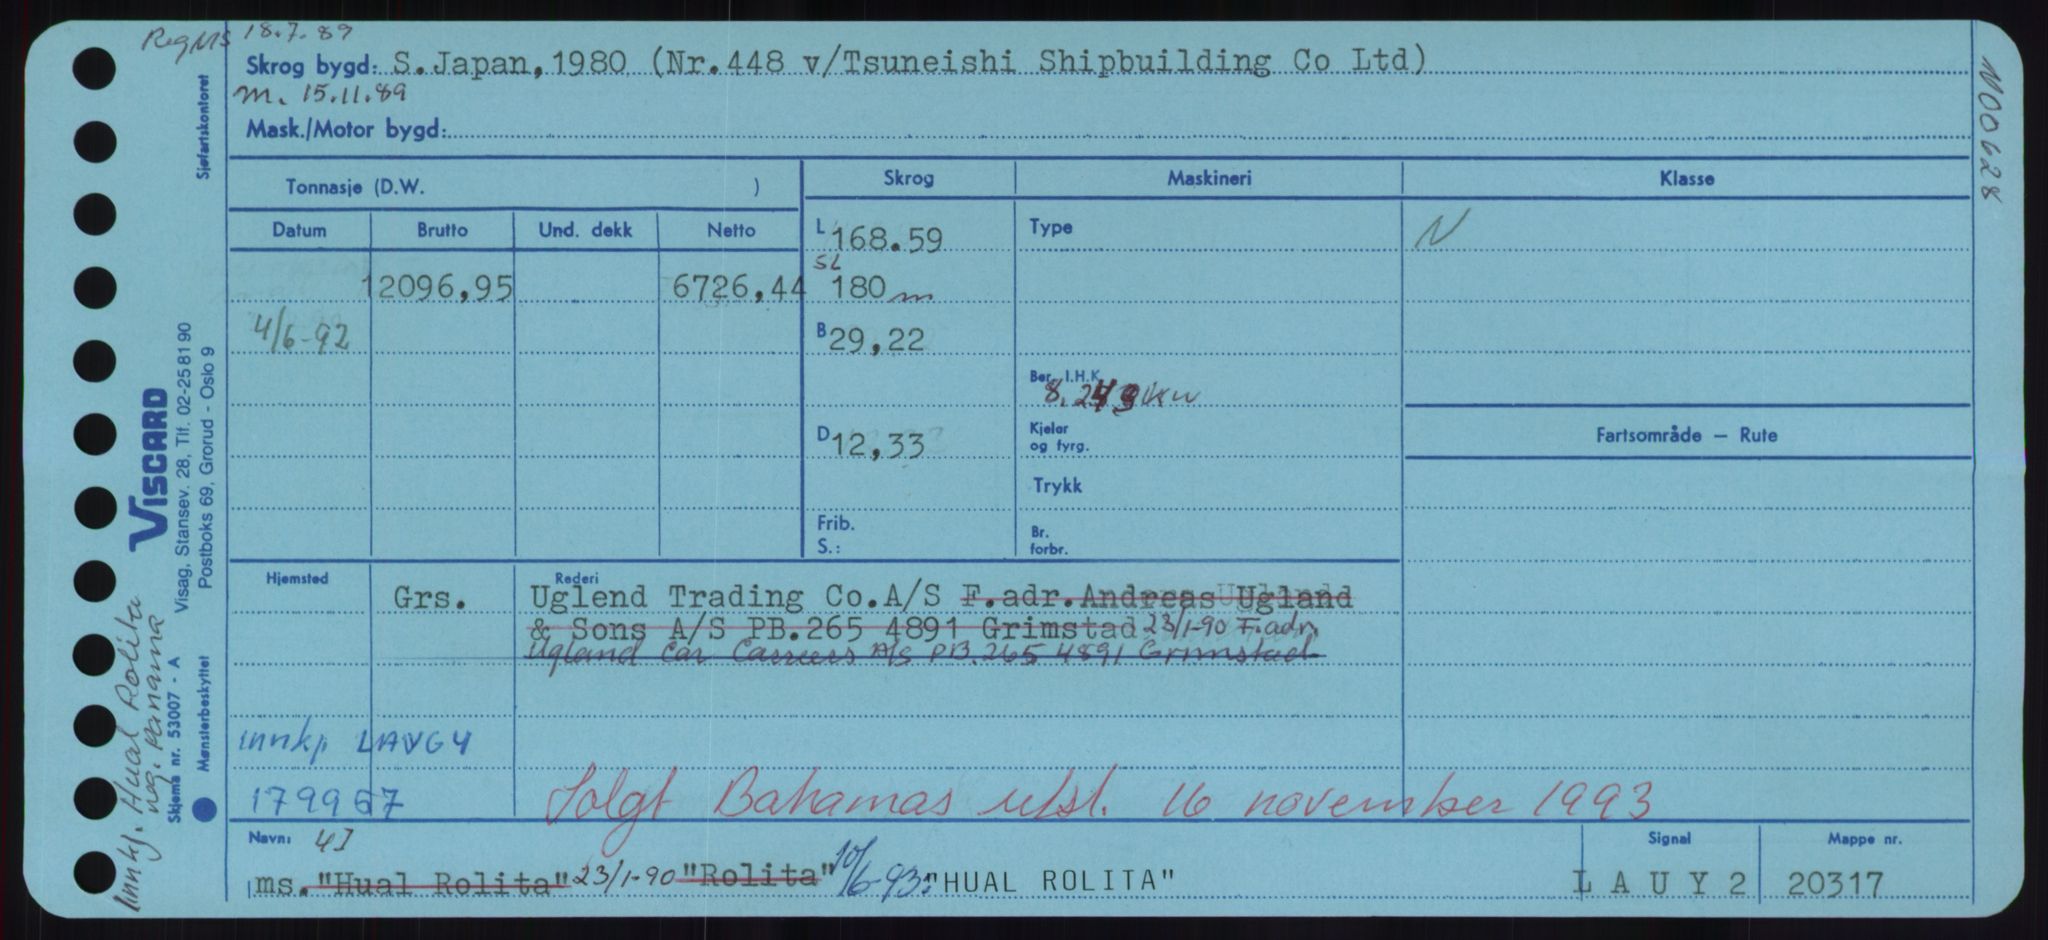 Reg MS 18.7.89
Skrog bygd: S.Japan, 1980 (Nr.448 v/Tsuneishi Shipbuilding Co Ltd)
m. 15.11.89
Mask./Motor bygd:
M00628
Sjøfartskontoret
Tonnasje (D.W. )
Skrog Maskineri Klasse
Datum Brutto Und. dekk Netto
L 168.59 Type N
12096,95 6726,44
SL 180 m
4/6-92
B 29,22
Ber. I.H.K.
8.249 kw
D 12,33
Kjelar
og fyrg.
Fartsområde – Rute
Trykk
Frib.
S.:
Br.
forbr.
VISCARD
Visag, Stansev. 28, Tlf. 02-25 81 90
Postboks 69, Grorud - Oslo 9
Hjemsted Rederi
Grs. Uglend Trading Co.A/S F.adr.Andreas Ugland
& Sons A/S PB.265 4891 Grimstad 23/1-90 F.adr.
Ugland Car Carriers A/S PB.265 4891 Grimstad
Innkj. Hual Rolita
reg. Panama
Skjema nr. 53007 - A
Mønsterbeskyttet
innkj LAVG4
179967
Solgt Bahamas utsl. 16 november 1993
Navn: 4I
Signal Mappe nr.
ms. "Hual Rolita" 23/1-90 "Rolita" 10/6-93: "HUAL ROLITA"
L A U Y 2 20317